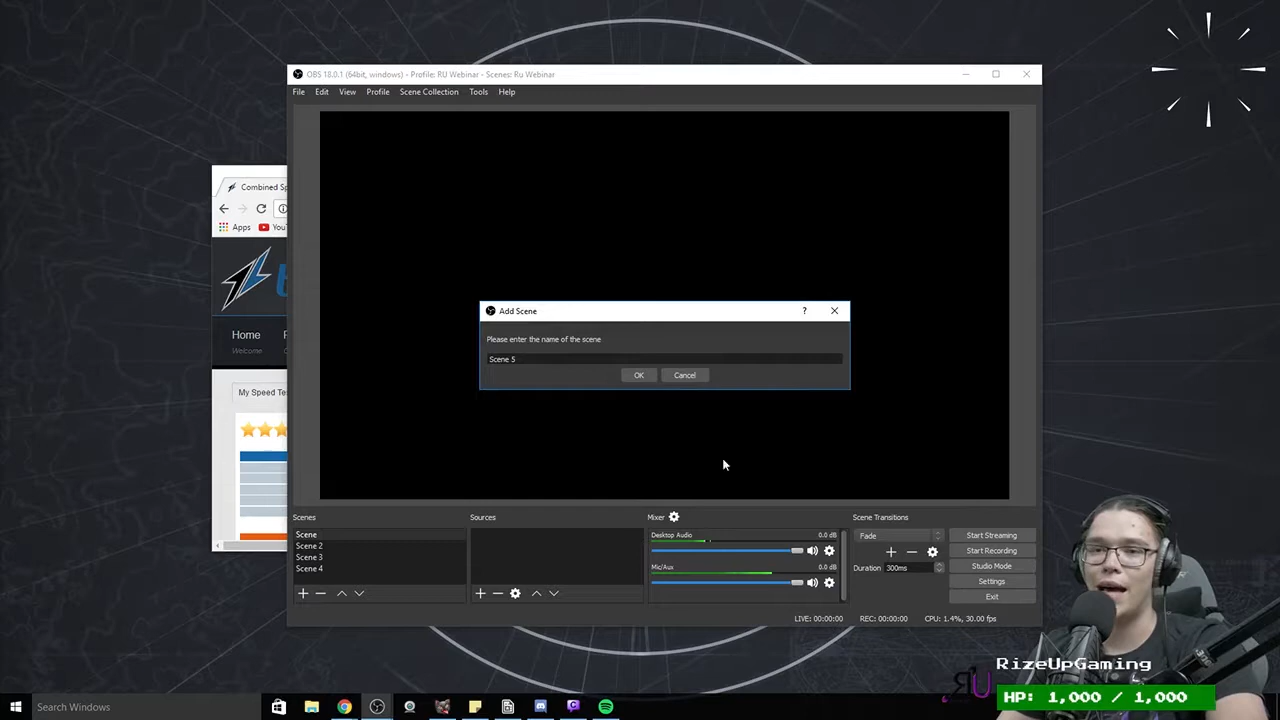 OBS 18.0.1 (64bit, windows) - Profile: RU Webinar - Scenes: Ru Webinar
File Edit View Profile Scene Collection Tools Help
Combined Sp
Apps You
Home
Welcome
My Speed Te
Add Scene
?
Please enter the name of the scene
Scene 5
OK Cancel
Scenes
Scene
Scene 2
Scene 3
Scene 4
Sources
Mixer
Desktop Audio 0.0 dB
Mic/Aux 0.0 dB
Scene Transitions
Fade
Duration 300ms
Start Streaming
Start Recording
Studio Mode
Settings
Exit
LIVE: 00:00:00 REC: 00:00:00 CPU: 1.4%, 30.00 fps
RizeUpGaming
RU
HP: 1,000 / 1,000
Search Windows